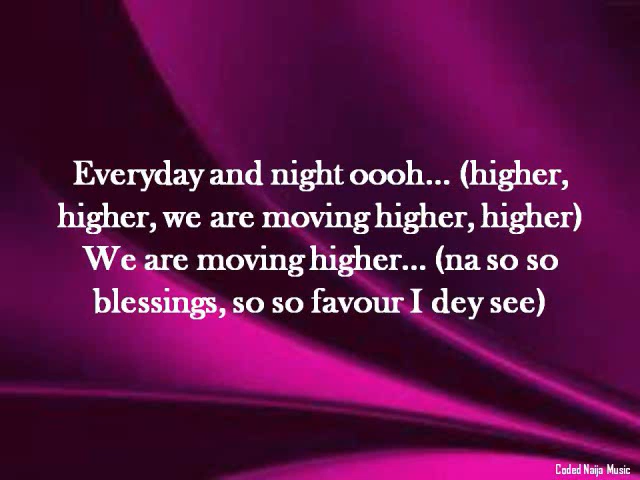 Everyday and night oooh... (higher,
higher, we are moving higher, higher)
We are moving higher... (na so so
blessings, so so favour I dey see)
Coded Naija Music